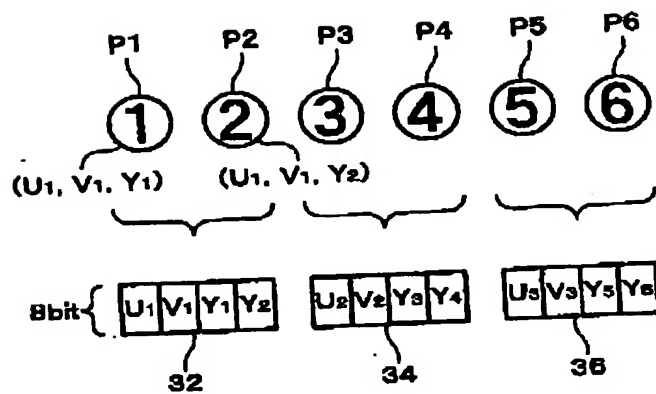 P1 P2 P3 P4 P5 P6
1 2 3 4 5 6
(U1, V1, Y1) (U1, V1, Y2)
8bit U1 V1 Y1 Y2 U2 V2 Y3 Y4 U3 V3 Y5 Y6
32 34 36